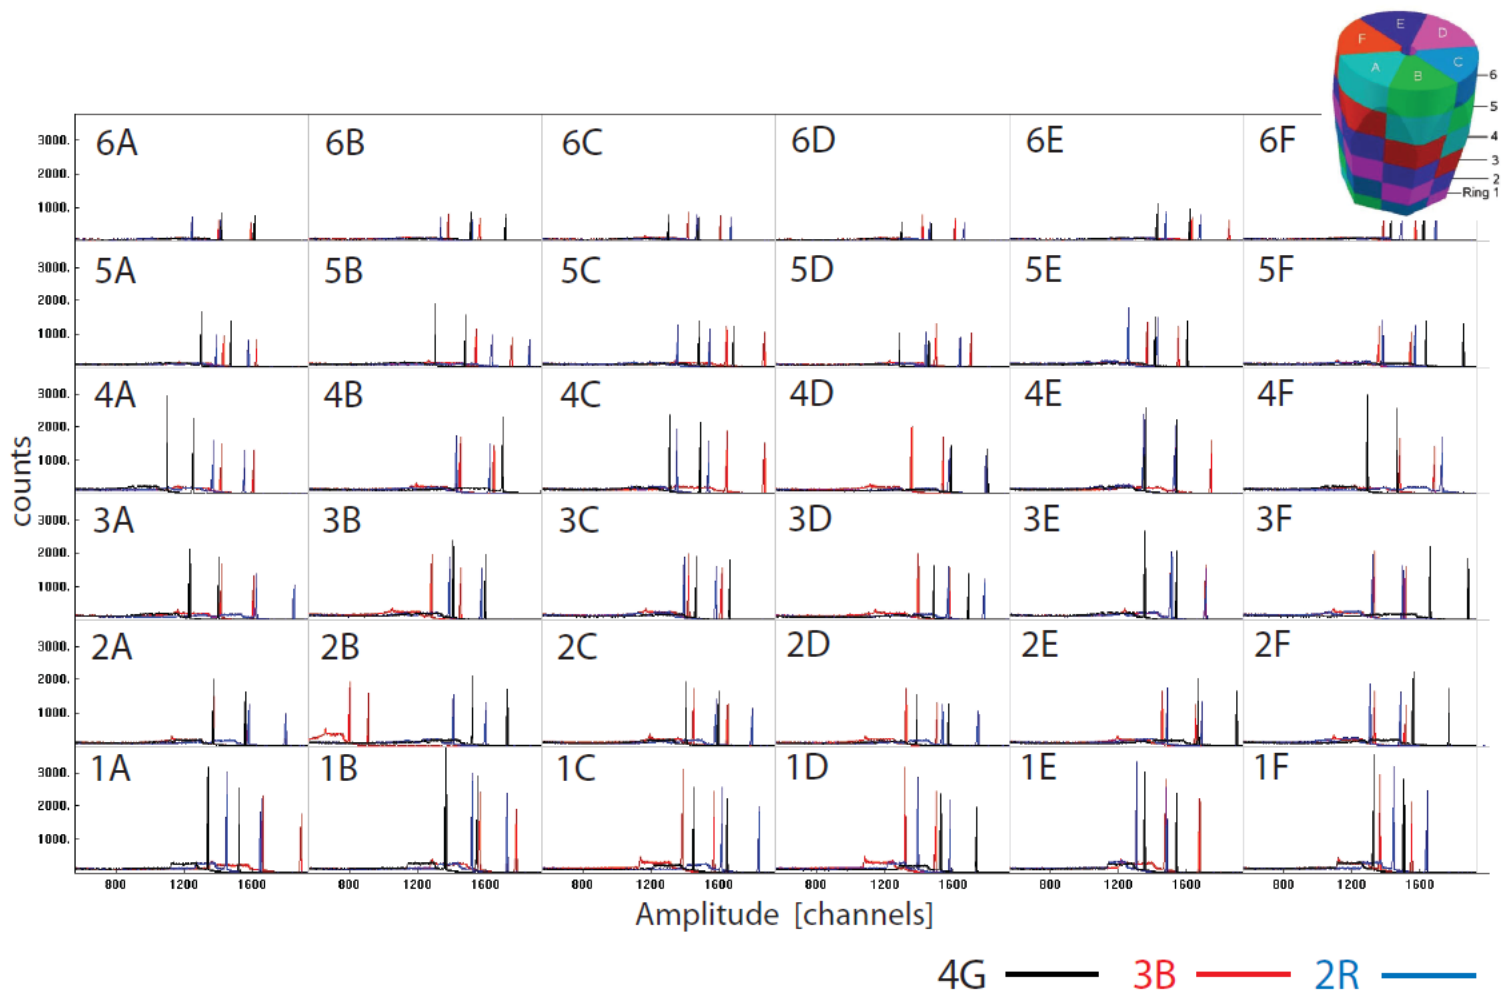 E
F
D
A
B
C
6
5
4
3
2
Ring 1
6A 6B 6C 6D 6E 6F
3000.
2000.
1000.
5A 5B 5C 5D 5E 5F
3000.
2000.
1000.
4A 4B 4C 4D 4E 4F
3000.
2000.
1000.
3A 3B 3C 3D 3E 3F
3000.
2000.
1000.
2A 2B 2C 2D 2E 2F
3000.
2000.
1000.
1A 1B 1C 1D 1E 1F
3000.
2000.
1000.
counts
800 1200 1600 800 1200 1600 800 1200 1600 800 1200 1600 800 1200 1600 800 1200 1600
Amplitude [channels]
4G 3B 2R